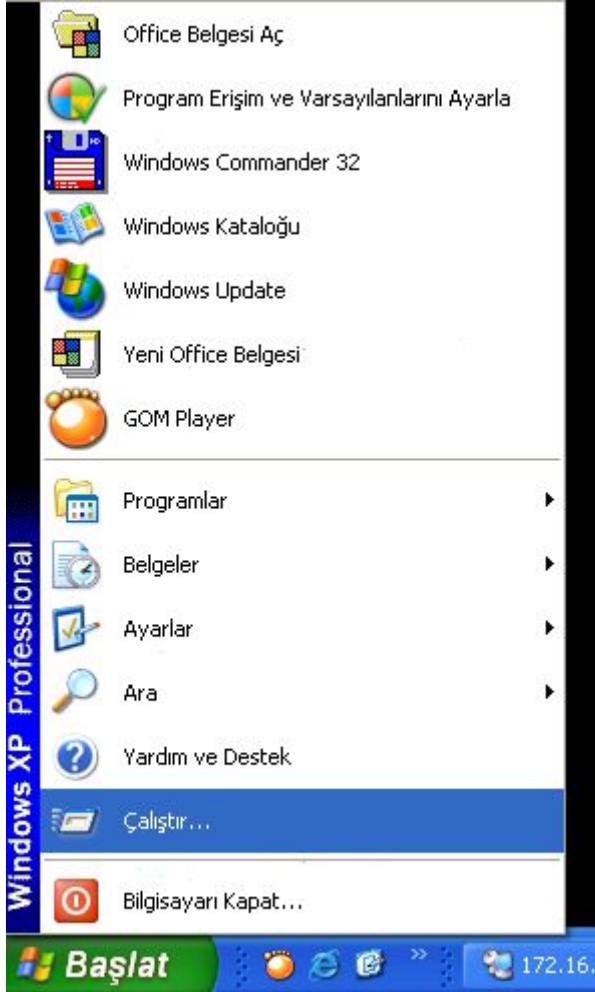 Office Belgesi Aç
Program Erişim ve Varsayılanlarını Ayarla
Windows Commander 32
Windows Kataloğu
Windows Update
Yeni Office Belgesi
GOM Player
Programlar
Belgeler
Ayarlar
Ara
Yardım ve Destek
Çalıştır...
Bilgisayarı Kapat...
Windows XP Professional
Başlat
»
172.16.